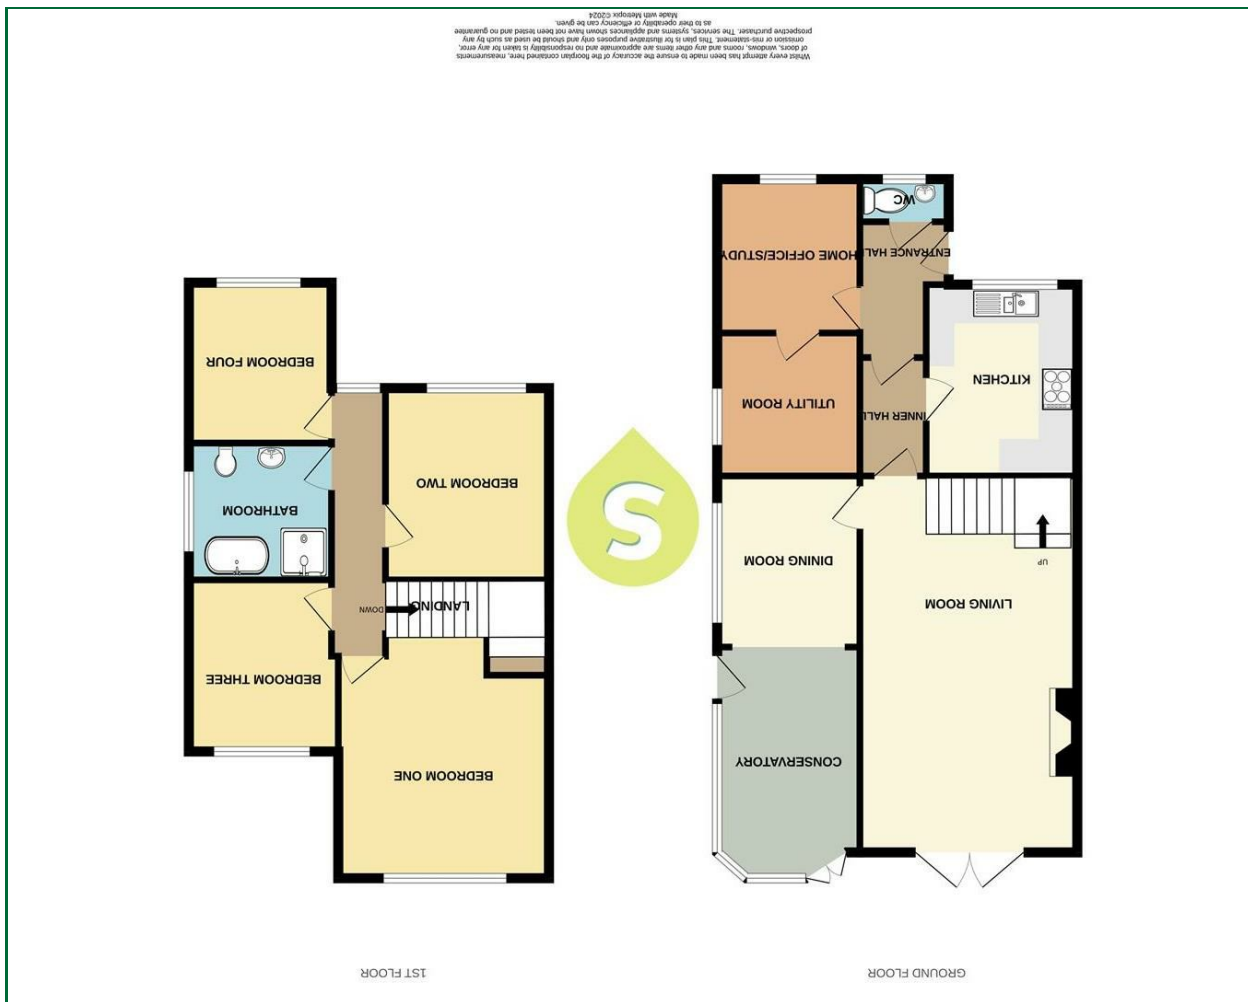 GROUND FLOOR
1ST FLOOR
CONSERVATORY
LIVING ROOM
UP
DINING ROOM
INNER HALL
UTILITY ROOM
KITCHEN
HOME OFFICE/STUDY
ENTRANCE HALL
WC
S
BEDROOM ONE
BEDROOM THREE
LANDING
DOWN
BATHROOM
BEDROOM TWO
BEDROOM FOUR
Whilst every attempt has been made to ensure the accuracy of the floorplan contained here, measurements
of doors, windows, rooms and any other items are approximate and no responsibility is taken for any error,
omission or mis-statement. This plan is for illustrative purposes only and should be used as such by any
prospective purchaser. The services, systems and appliances shown have not been tested and no guarantee
as to their operability or efficiency can be given.
Made with Metropix ©2024